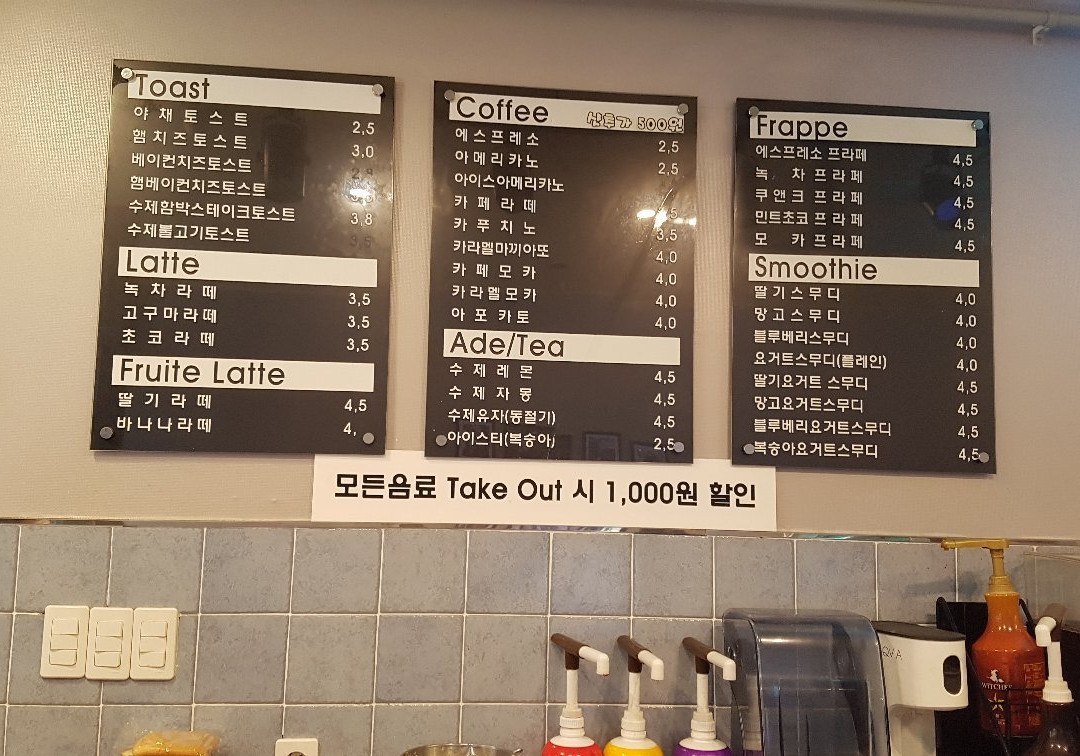 Toast
야 채 토 스 트 2,5
햄 치 즈 토 스 트 3,0
베이컨치즈토스트
햄베이컨치즈토스트
수제함박스테이크토스트 3,8
수제불고기토스트
Latte
녹 차 라 떼 3,5
고구마라떼 3,5
초 코 라 떼 3,5
Fruite Latte
딸 기 라 떼 4,5
바나나라떼 4,
Coffee 샷추가 500원
에 스 프 레 소 2,5
아 메 리 카 노 2,5
아이스아메리카노
카 페 라 떼
카 푸 치 노 3,5
카라멜마끼아또 4,0
카 페 모 카 4,0
카 라 멜 모 카 4,0
아 포 카 토 4,0
Ade/Tea
수 제 레 몬 4,5
수 제 자 몽 4,5
수제유자(동절기) 4,5
아이스티(복숭아) 2,5
Frappe
에스프레소 프라페 4,5
녹 차 프 라 페 4,5
쿠 앤 크 프 라 페 4,5
민트초코 프 라 페 4,5
모 카 프 라 페 4,5
Smoothie
딸 기 스 무 디 4,0
망 고 스 무 디 4,0
블루베리스무디 4,0
요거트스무디(플레인) 4,0
딸기요거트 스무디 4,5
망고요거트스무디 4,5
블루베리요거트스무디 4,5
복숭아요거트스무디 4,5
모든음료 Take Out 시 1,000원 할인
WITCHES